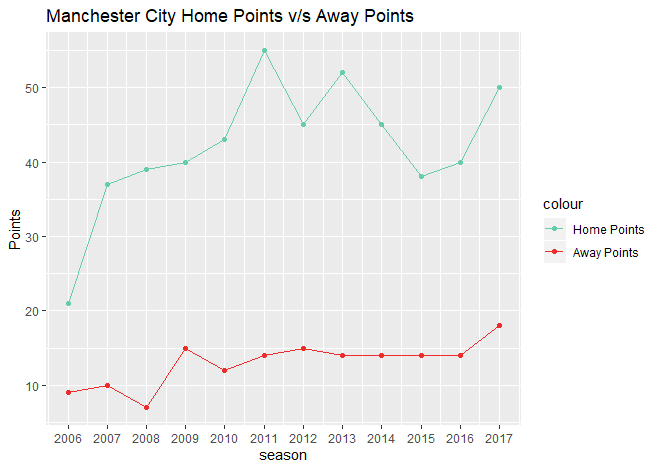 Manchester City Home Points v/s Away Points
50
40
30
20
10
Points
2006 2007 2008 2009 2010 2011 2012 2013 2014 2015 2016 2017
season
colour
Home Points
Away Points